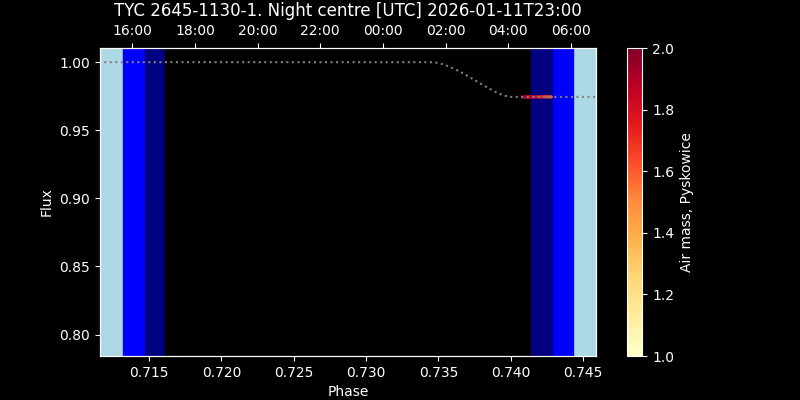 TYC 2645-1130-1. Night centre [UTC] 2026-01-11T23:00
16:00 18:00 20:00 22:00 00:00 02:00 04:00 06:00
1.00
0.95
0.90
0.85
0.80
Flux
0.715 0.720 0.725 0.730 0.735 0.740 0.745
Phase
2.0
1.8
1.6
1.4
1.2
1.0
Air mass, Pyskowice